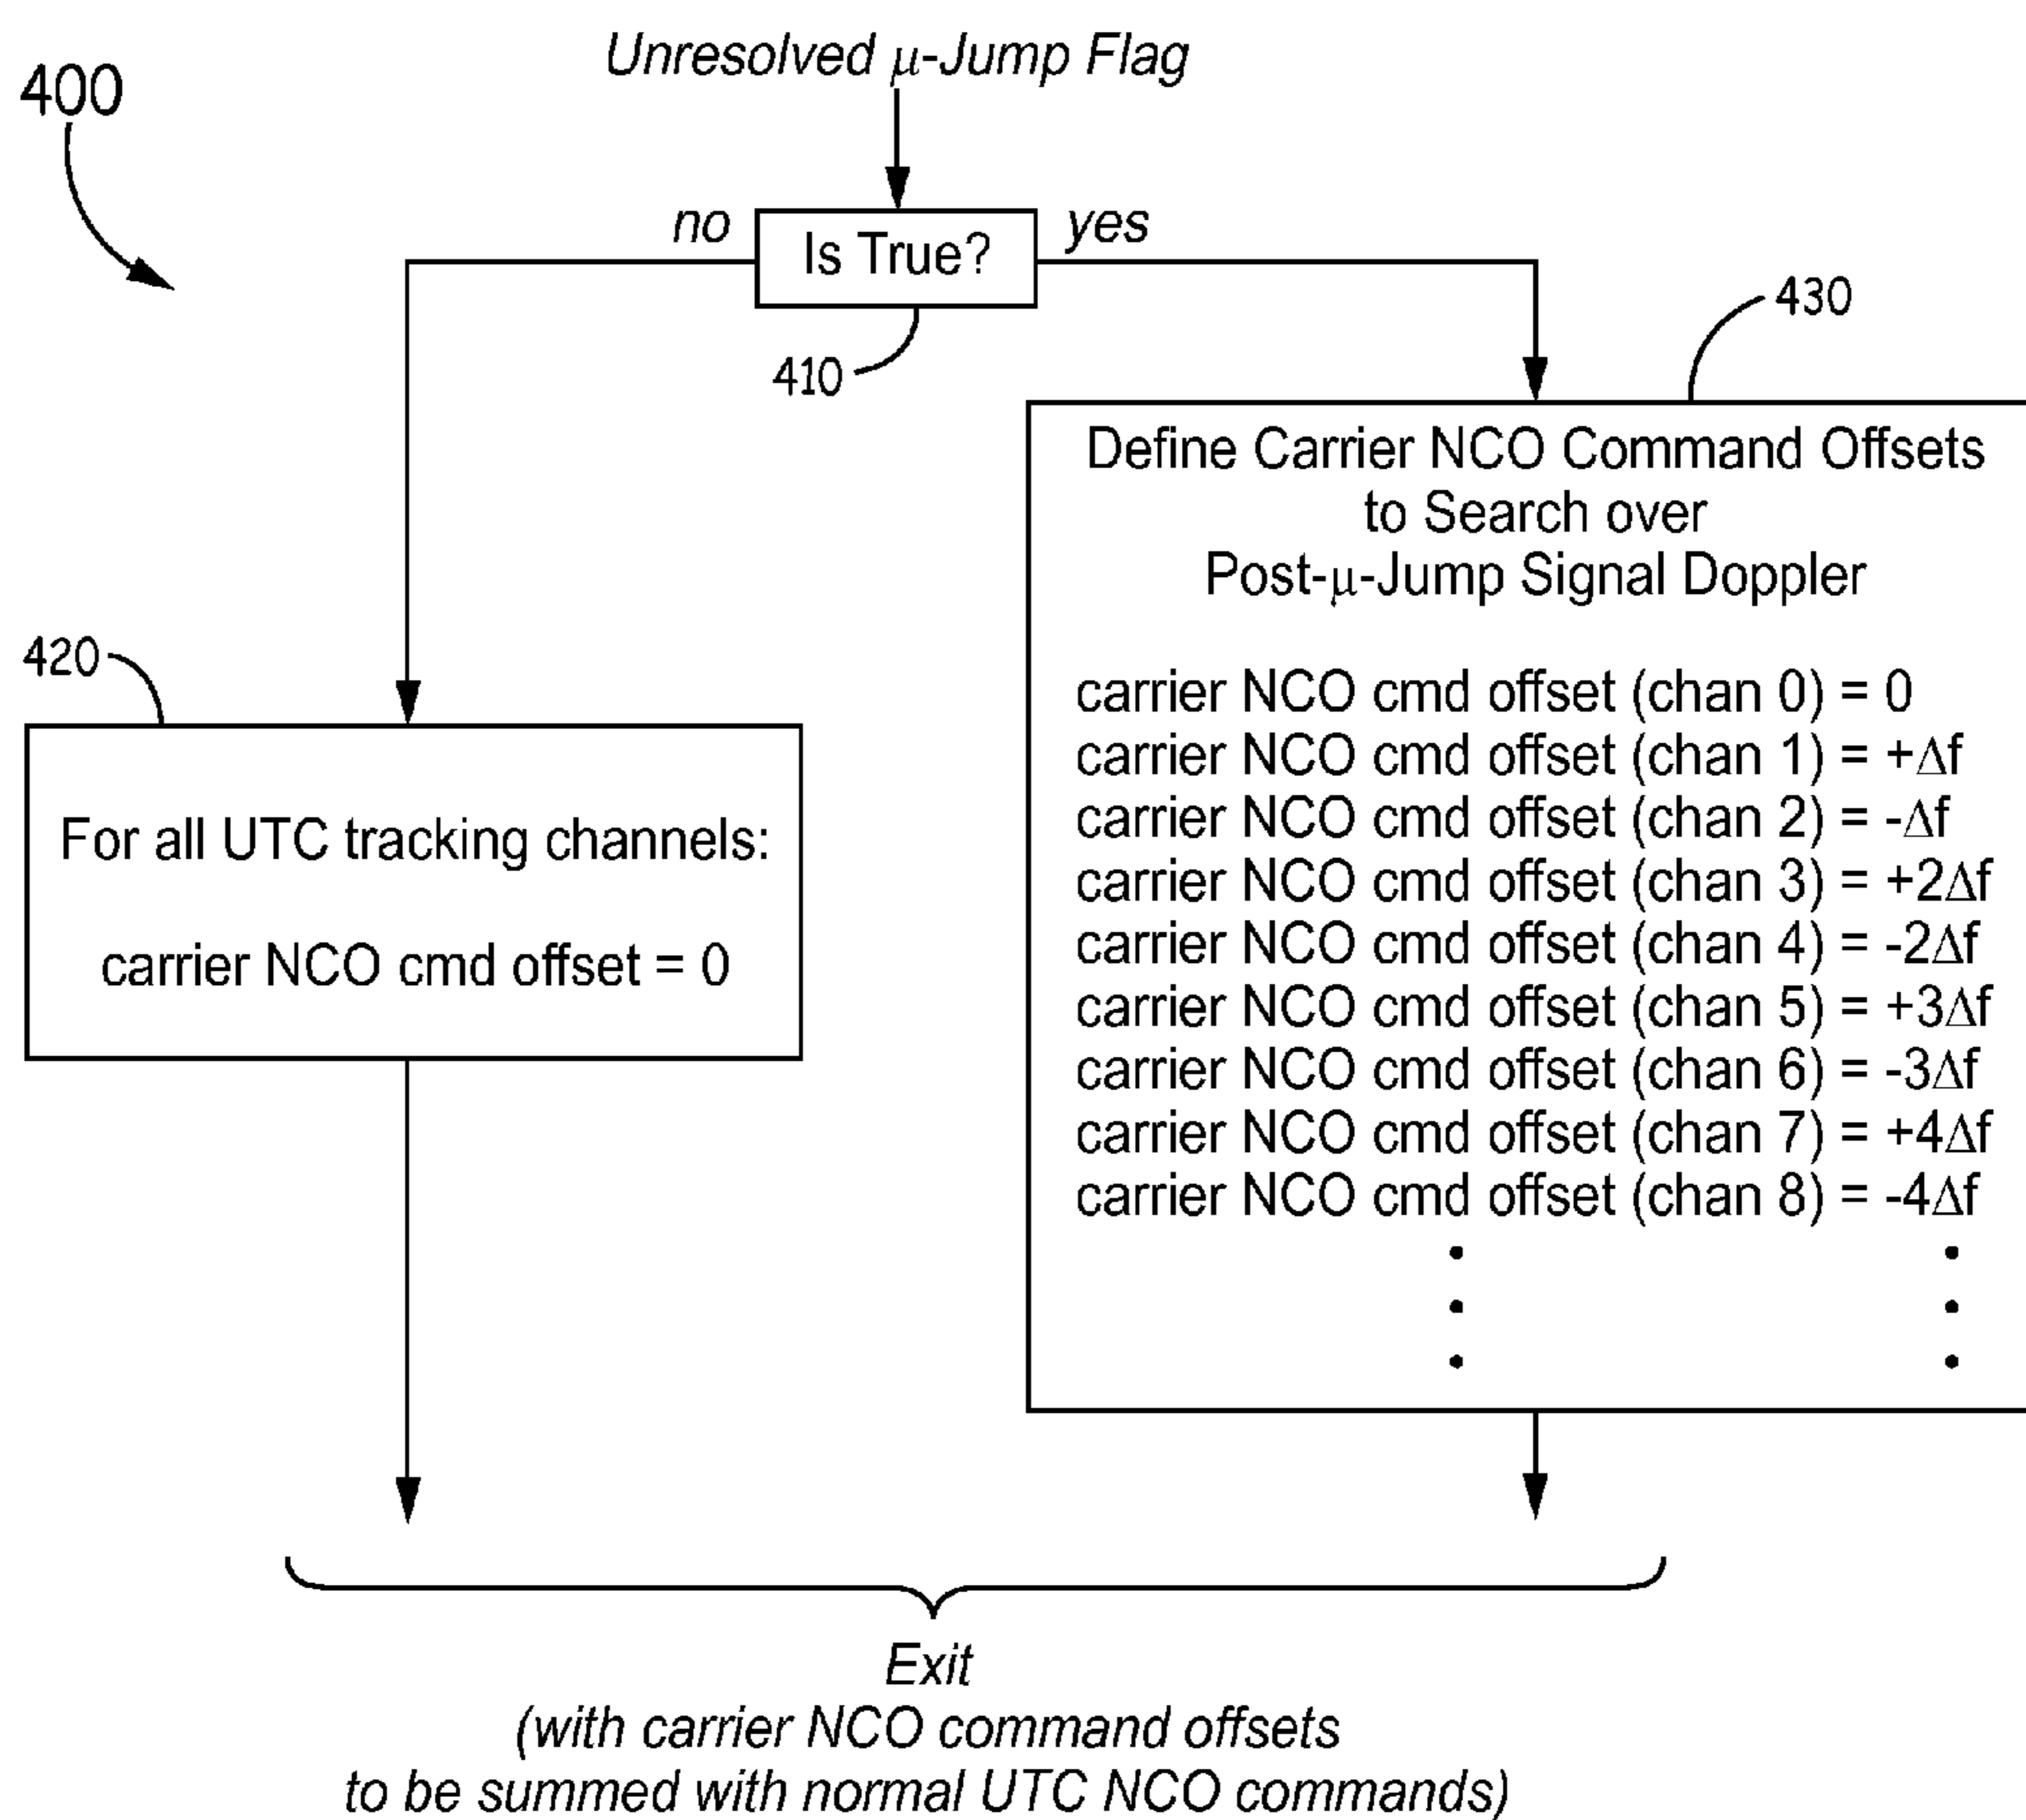 400
Unresolved μ-Jump Flag
no
Is True?
yes
410
430
Define Carrier NCO Command Offsets
to Search over
Post-μ-Jump Signal Doppler
carrier NCO cmd offset (chan 0) = 0
carrier NCO cmd offset (chan 1) = +Δf
carrier NCO cmd offset (chan 2) = -Δf
carrier NCO cmd offset (chan 3) = +2Δf
carrier NCO cmd offset (chan 4) = -2Δf
carrier NCO cmd offset (chan 5) = +3Δf
carrier NCO cmd offset (chan 6) = -3Δf
carrier NCO cmd offset (chan 7) = +4Δf
carrier NCO cmd offset (chan 8) = -4Δf
420
For all UTC tracking channels:
carrier NCO cmd offset = 0
Exit
(with carrier NCO command offsets
to be summed with normal UTC NCO commands)